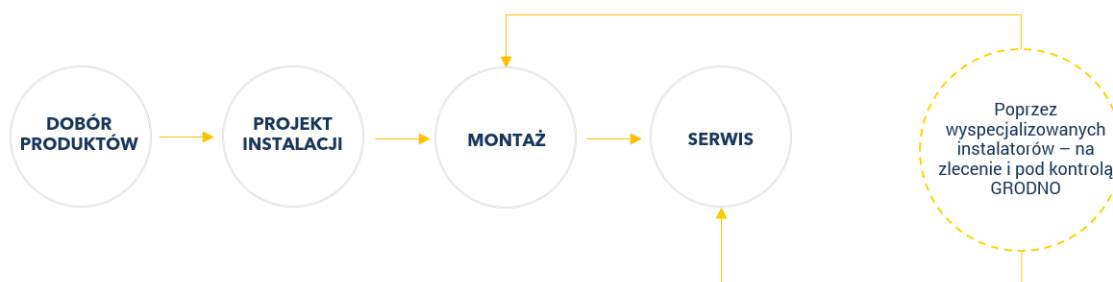 DOBÓR
PRODUKTÓW
PROJEKT
INSTALACJI
MONTAŻ
SERWIS
Poprzez
wyspecjalizowanych
instalatorów – na
zlecenie i pod kontrolą
GRODNO